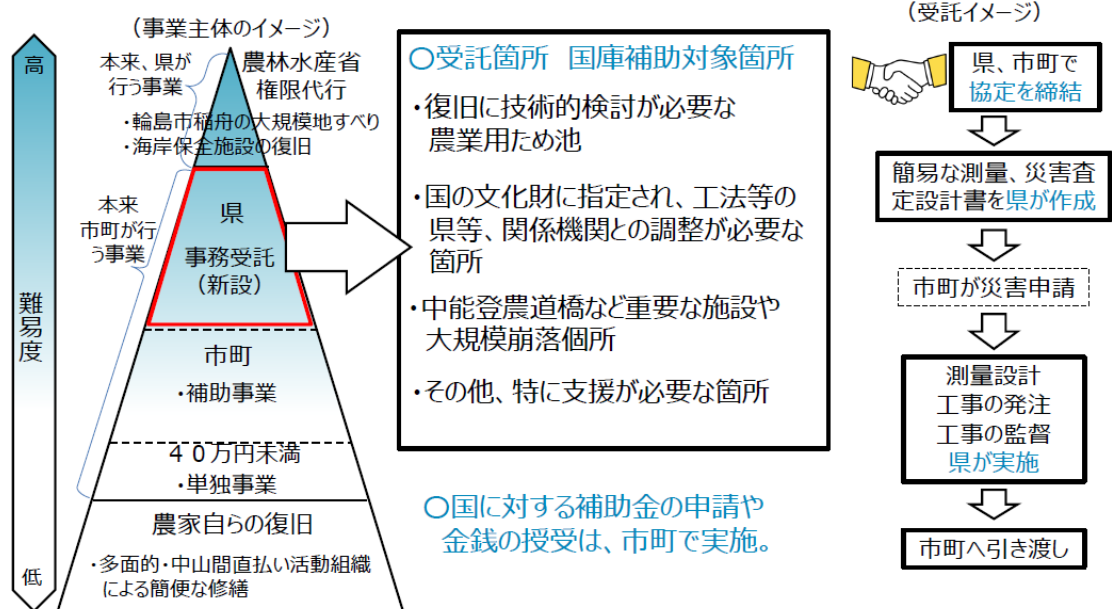 （事業主体のイメージ）
高
難易度
低
本来、県が
行う事業
農林水産省
権限代行
・輪島市稲舟の大規模地すべり
・海岸保全施設の復旧
本来
市町が行
う事業
県
事務受託
（新設）
市町
・補助事業
４０万円未満
・単独事業
農家自らの復旧
・多面的・中山間直払い活動組織
による簡便な修繕
○受託箇所　国庫補助対象箇所
・復旧に技術的検討が必要な
農業用ため池
・国の文化財に指定され、工法等の
県等、関係機関との調整が必要な
箇所
・中能登農道橋など重要な施設や
大規模崩落個所
・その他、特に支援が必要な箇所
○国に対する補助金の申請や
金銭の授受は、市町で実施。
（受託イメージ）
県、市町で
協定を締結
簡易な測量、災害査
定設計書を県が作成
市町が災害申請
測量設計
工事の発注
工事の監督
県が実施
市町へ引き渡し